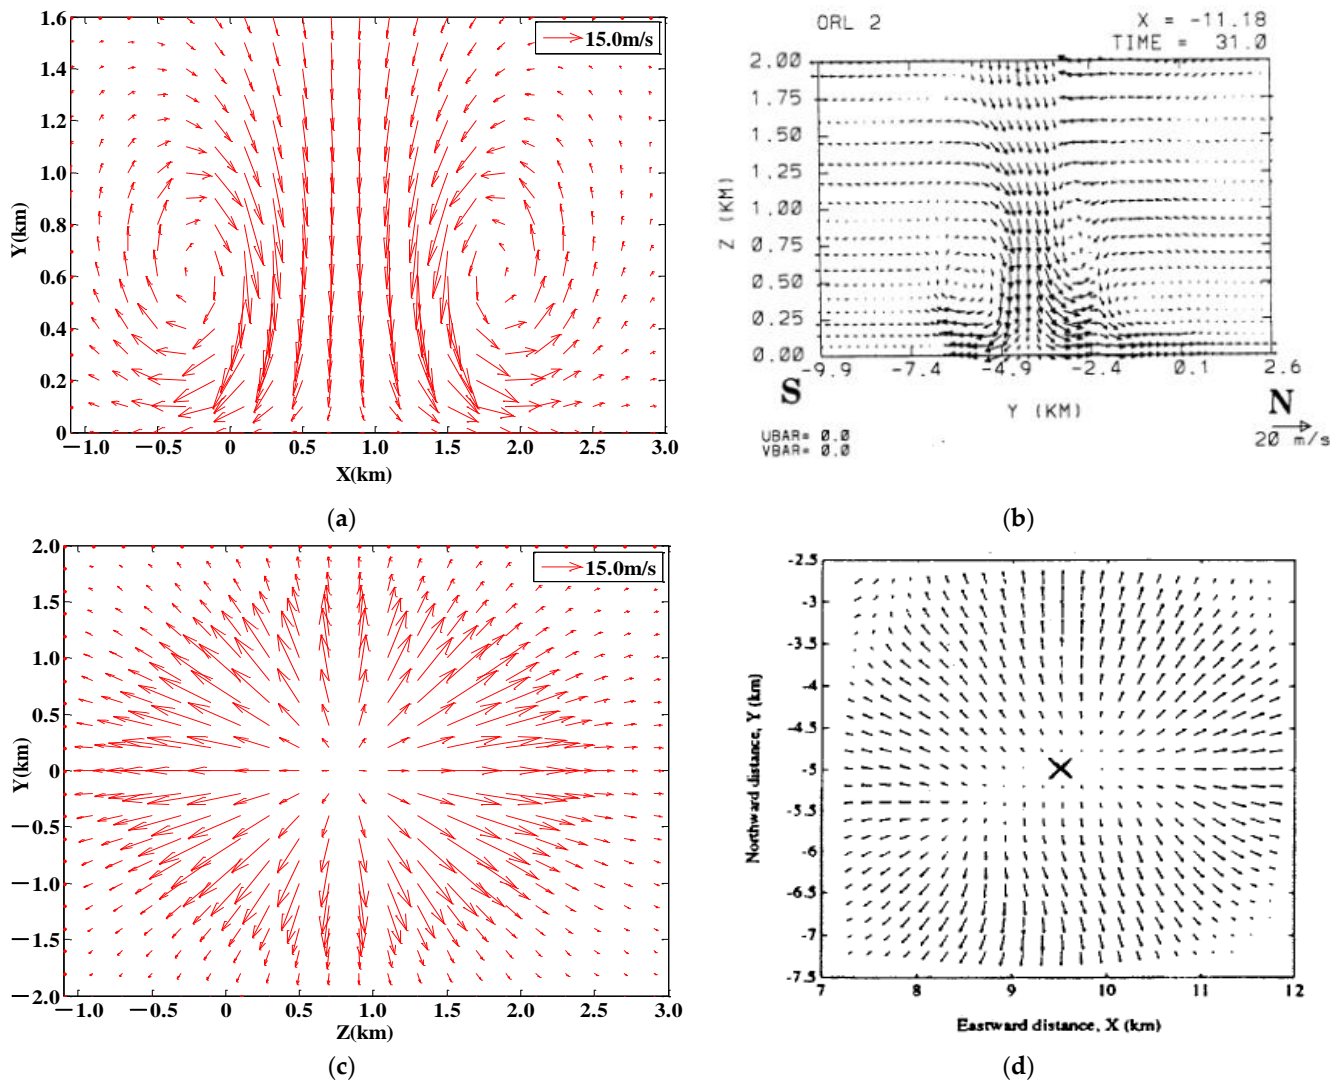 1.6
1.4
1.2
1.0
0.8
0.6
0.4
0.2
0
Y(km)
−1.0 −0.5 0 0.5 1.0 1.5 2.0 2.5 3.0
X(km)
15.0m/s
(a)
ORL 2
X = -11.18
TIME = 31.0
2.00
1.75
1.50
1.25
1.00
0.75
0.50
0.25
0.00
Z (KM)
-9.9 -7.4 -4.9 -2.4 0.1 2.6
S
Y (KM)
N
20 m/s
UBAR= 0.0
VBAR= 0.0
(b)
2.0
1.5
1.0
0.5
0
−0.5
−1.0
−1.5
−2.0
Y(km)
−1.0 −0.5 0 0.5 1.0 1.5 2.0 2.5 3.0
Z(km)
15.0m/s
(c)
-2.5
-3.5
-4
-4.5
-5
-5.5
-6
-6.5
-7
-7.5
Northward distance, Y (km)
7 8 9 10 11 12
Eastward distance, X (km)
(d)